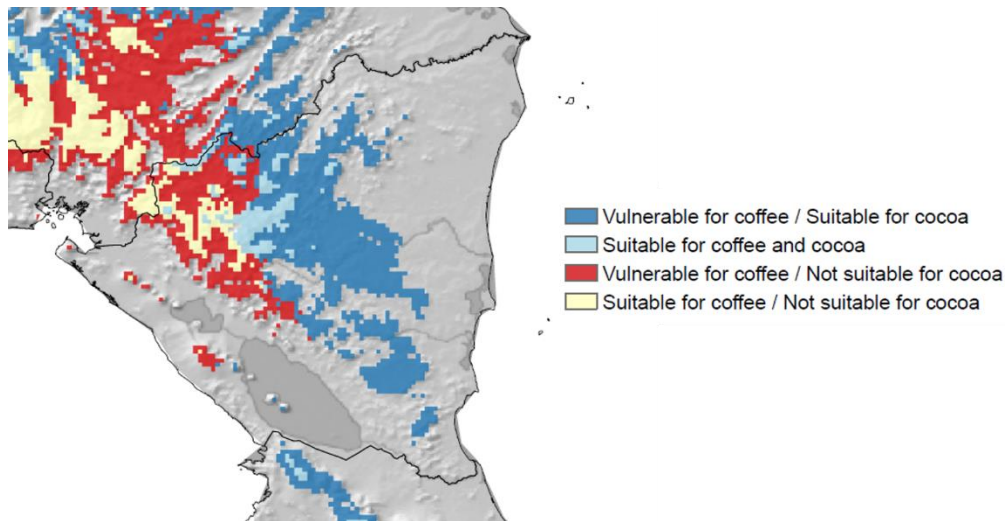 Vulnerable for coffee / Suitable for cocoa
Suitable for coffee and cocoa
Vulnerable for coffee / Not suitable for cocoa
Suitable for coffee / Not suitable for cocoa